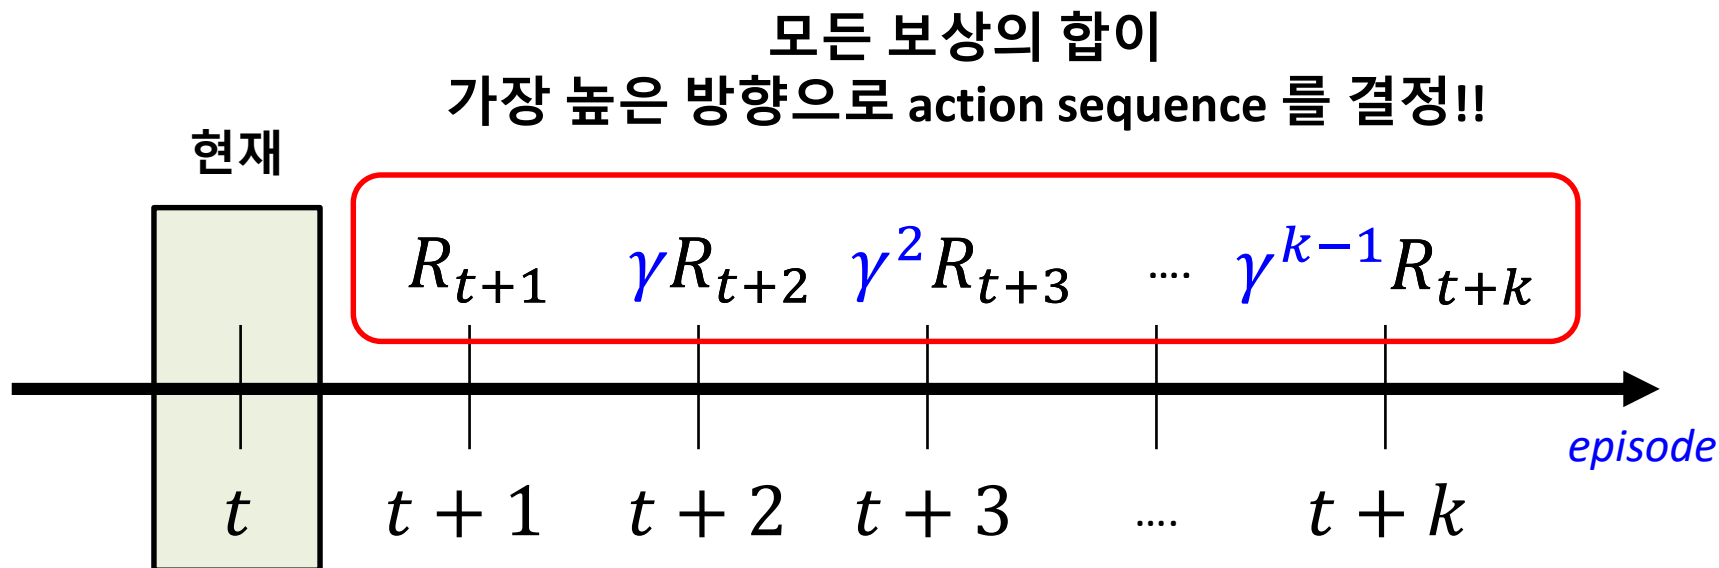 모든 보상의 합이
가장 높은 방향으로 action sequence 를 결정!!
현재
R_{t+1} γR_{t+2} γ^2R_{t+3} .... γ^{k−1}R_{t+k}
episode
t t + 1 t + 2 t + 3 .... t + k